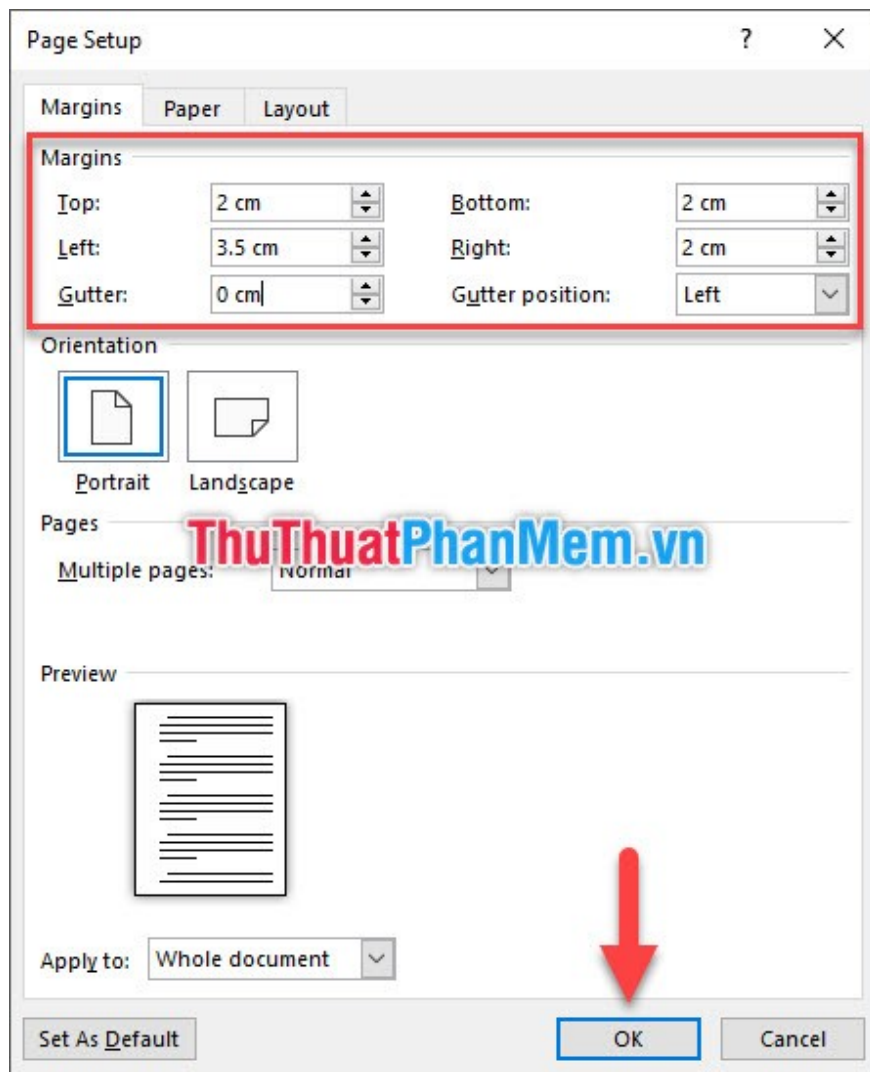 Page Setup ?
Margins Paper Layout
Margins
Top: 2 cm Bottom: 2 cm
Left: 3.5 cm Right: 2 cm
Gutter: 0 cm Gutter position: Left
Orientation
Portrait Landscape
Pages
ThuThuatPhanMem.vn
Multiple pages: Normal
Preview
Apply to: Whole document
Set As Default OK Cancel